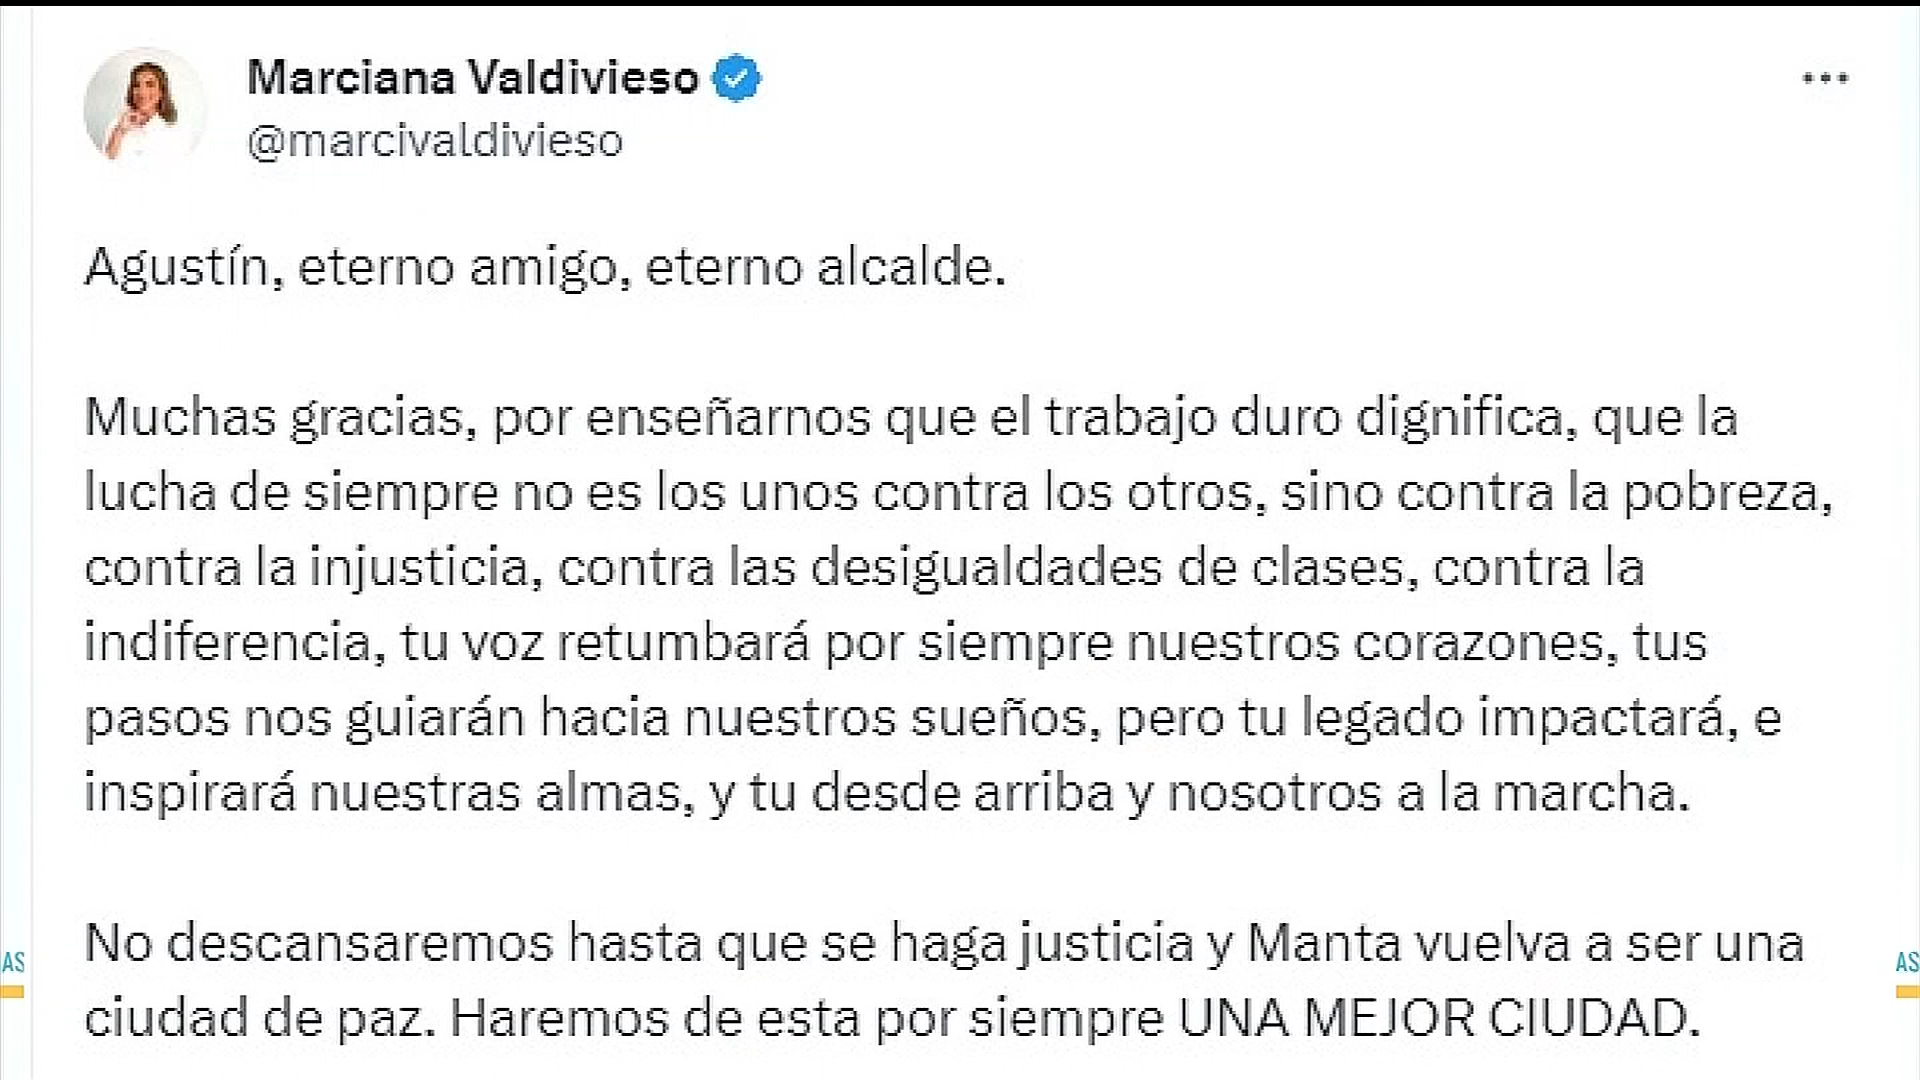 Marciana Valdivieso
@marcivaldivieso
Agustín, eterno amigo, eterno alcalde.
Muchas gracias, por enseñarnos que el trabajo duro dignifica, que la
lucha de siempre no es los unos contra los otros, sino contra la pobreza,
contra la injusticia, contra las desigualdades de clases, contra la
indiferencia, tu voz retumbará por siempre nuestros corazones, tus
pasos nos guiarán hacia nuestros sueños, pero tu legado impactará, e
inspirará nuestras almas, y tu desde arriba y nosotros a la marcha.
No descansaremos hasta que se haga justicia y Manta vuelva a ser una
AS
AS
ciudad de paz. Haremos de esta por siempre UNA MEJOR CIUDAD.